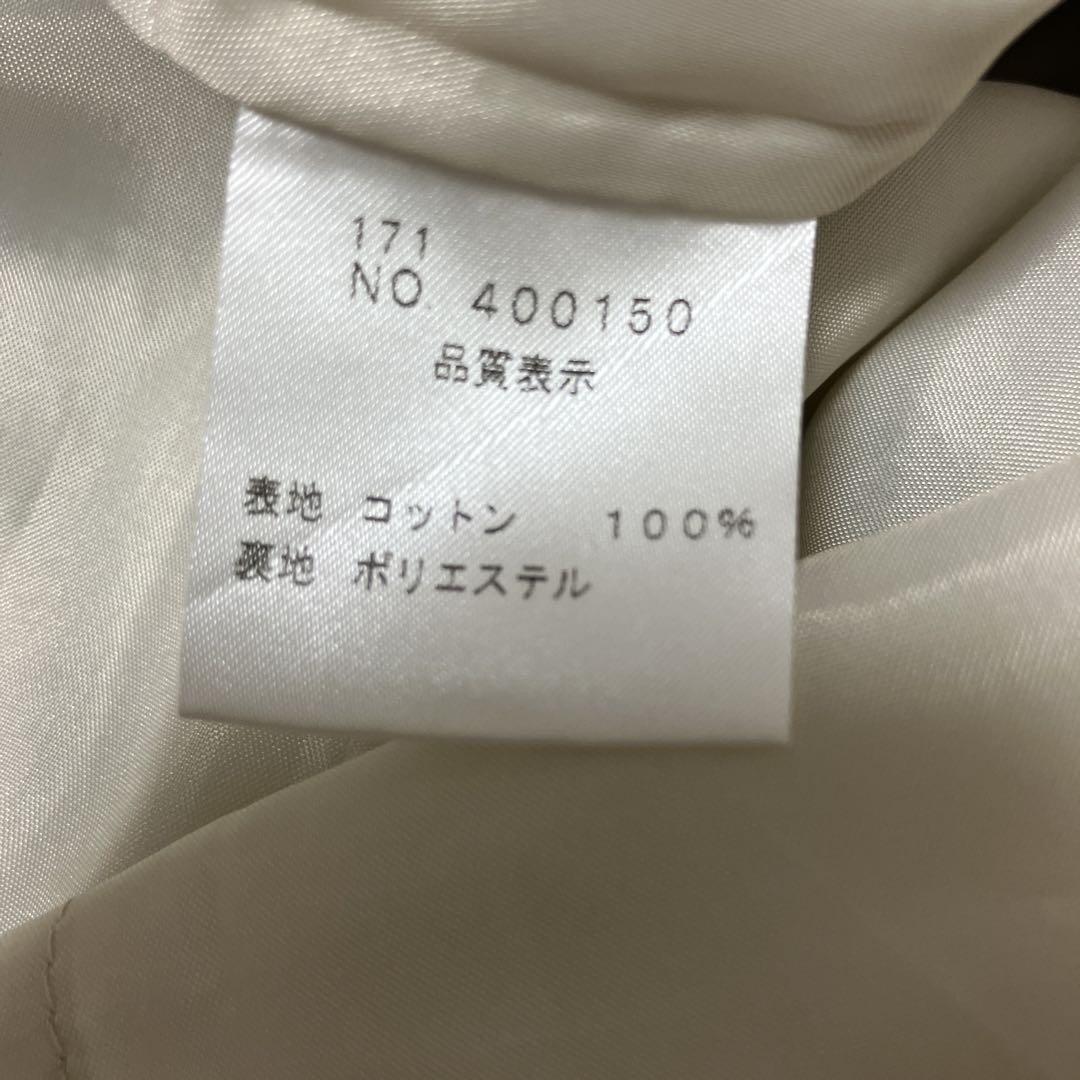 171
NO. 400150
品質表示
表地 コットン 100%
裏地 ポリエステル